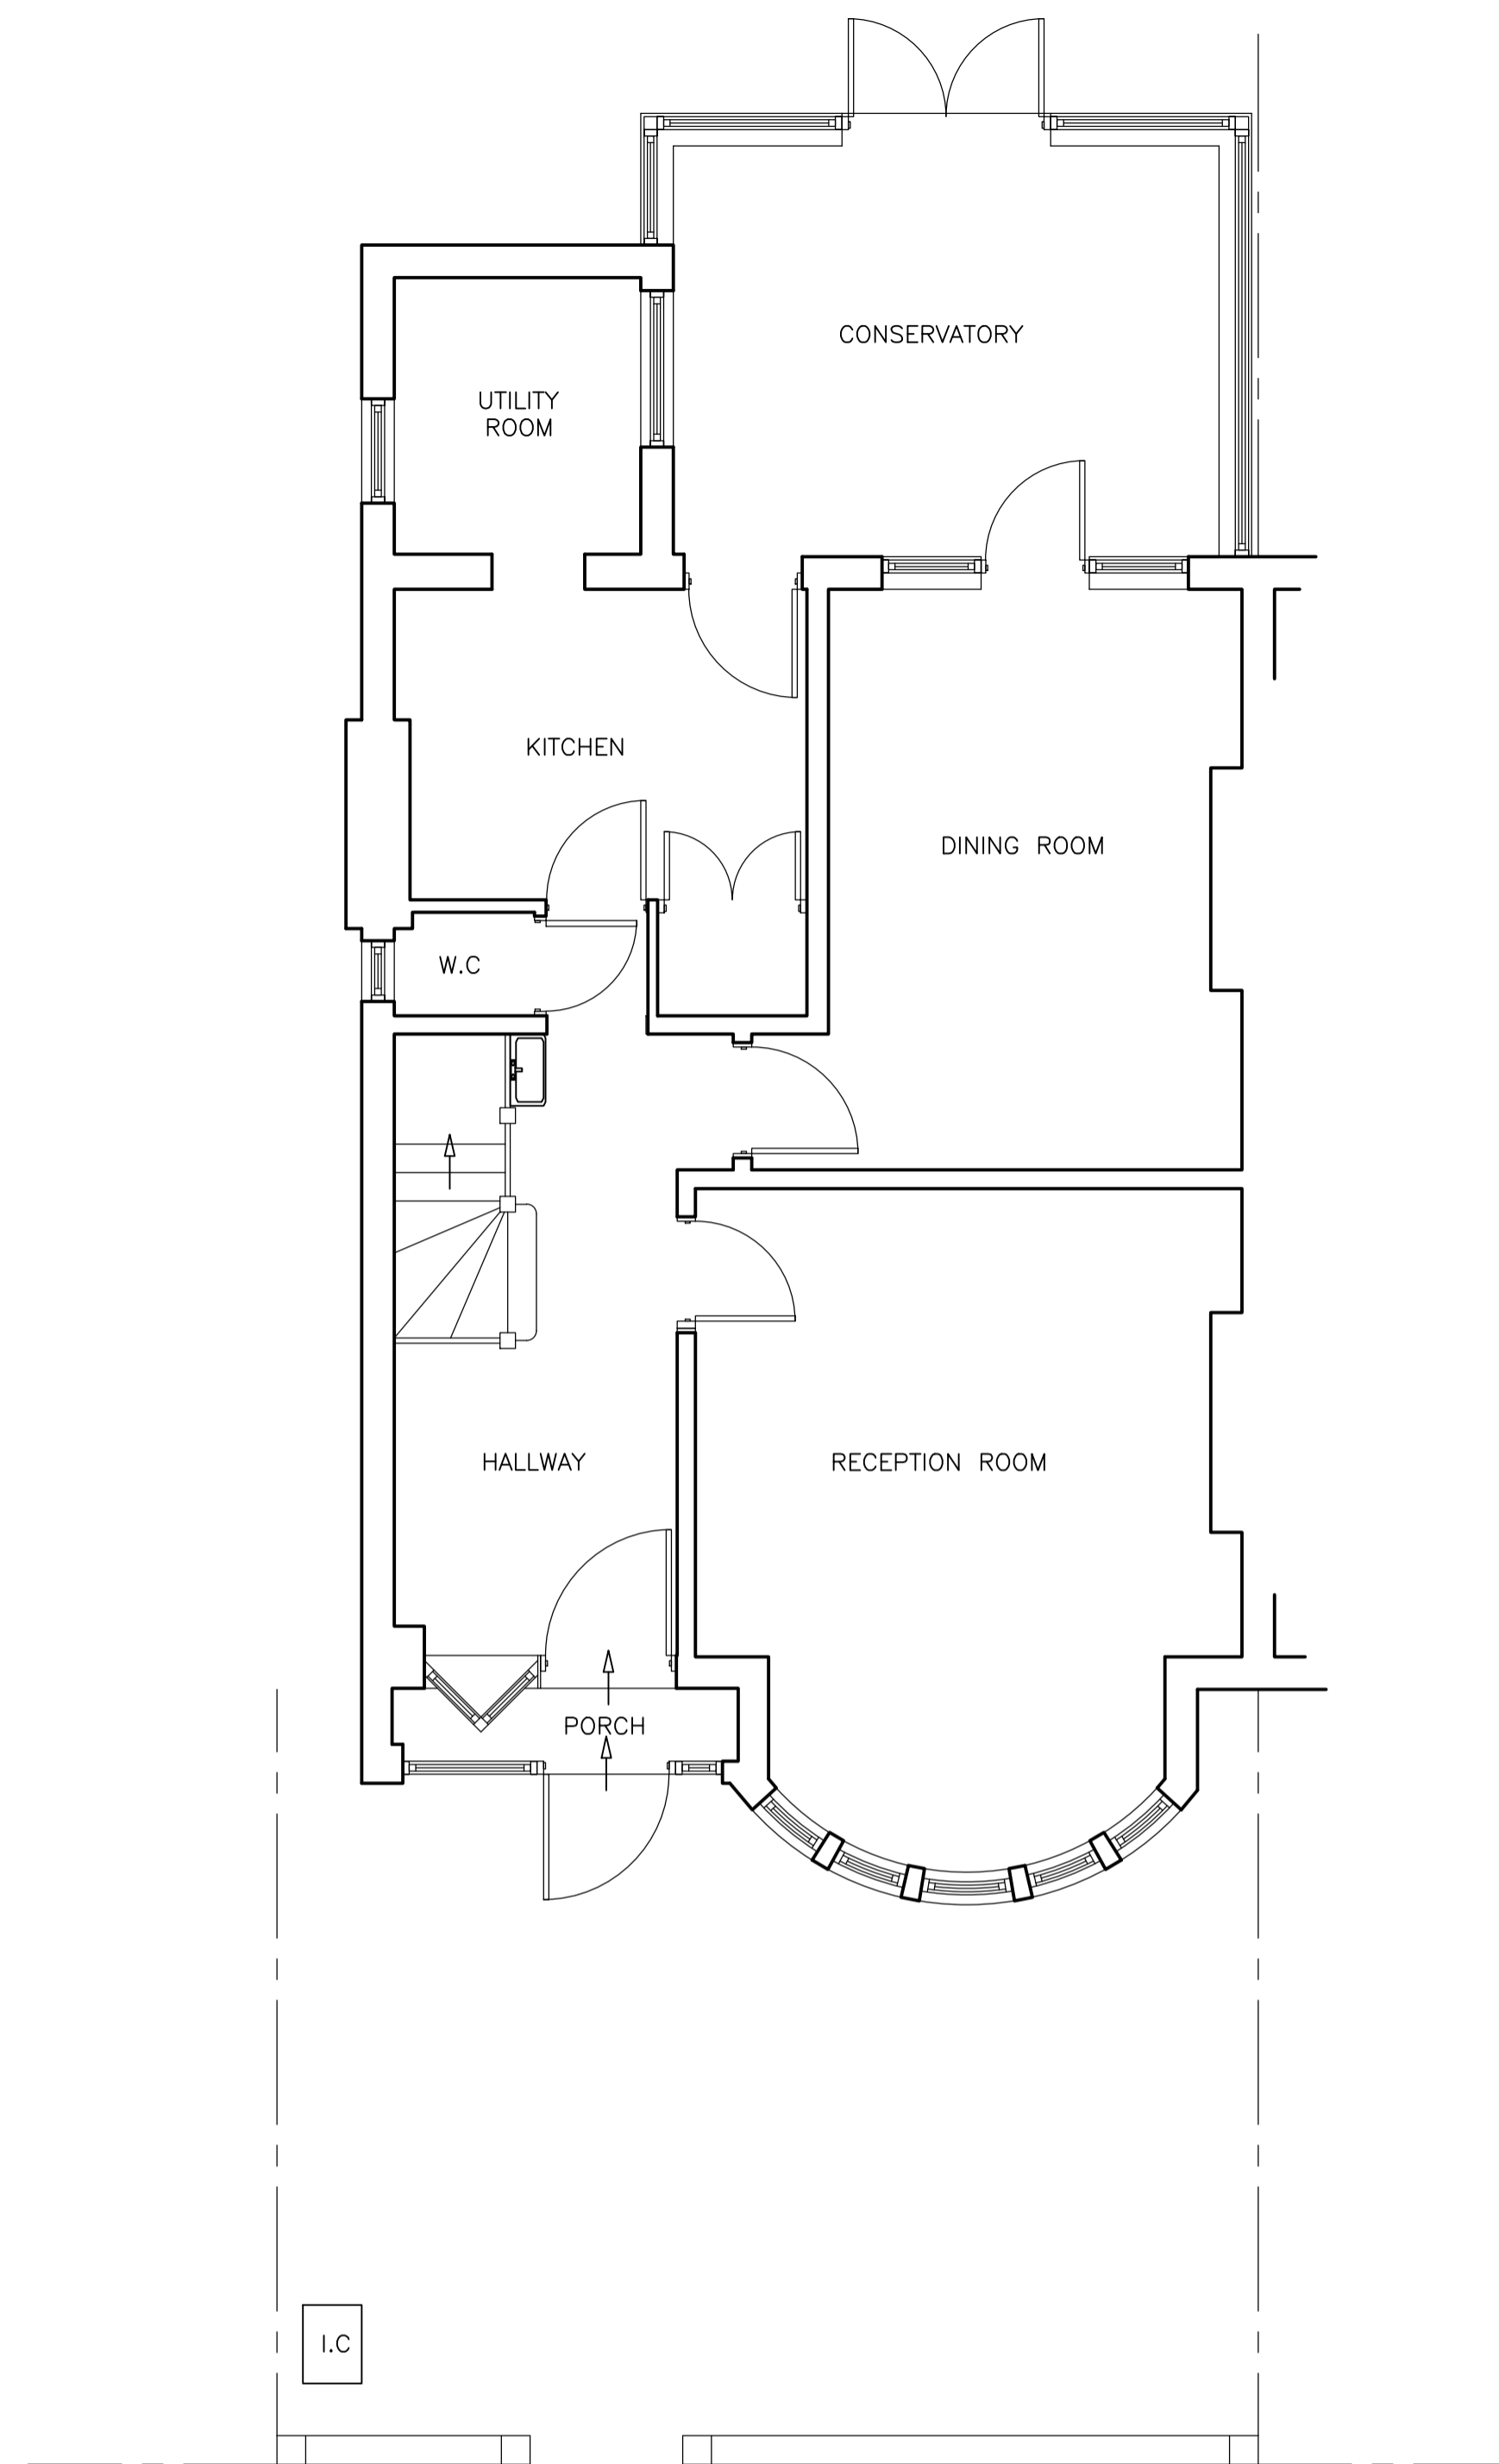 CONSERVATORY
UTILITY
ROOM
KITCHEN
DINING ROOM
W.C
HALLWAY
RECEPTION ROOM
PORCH
I.C